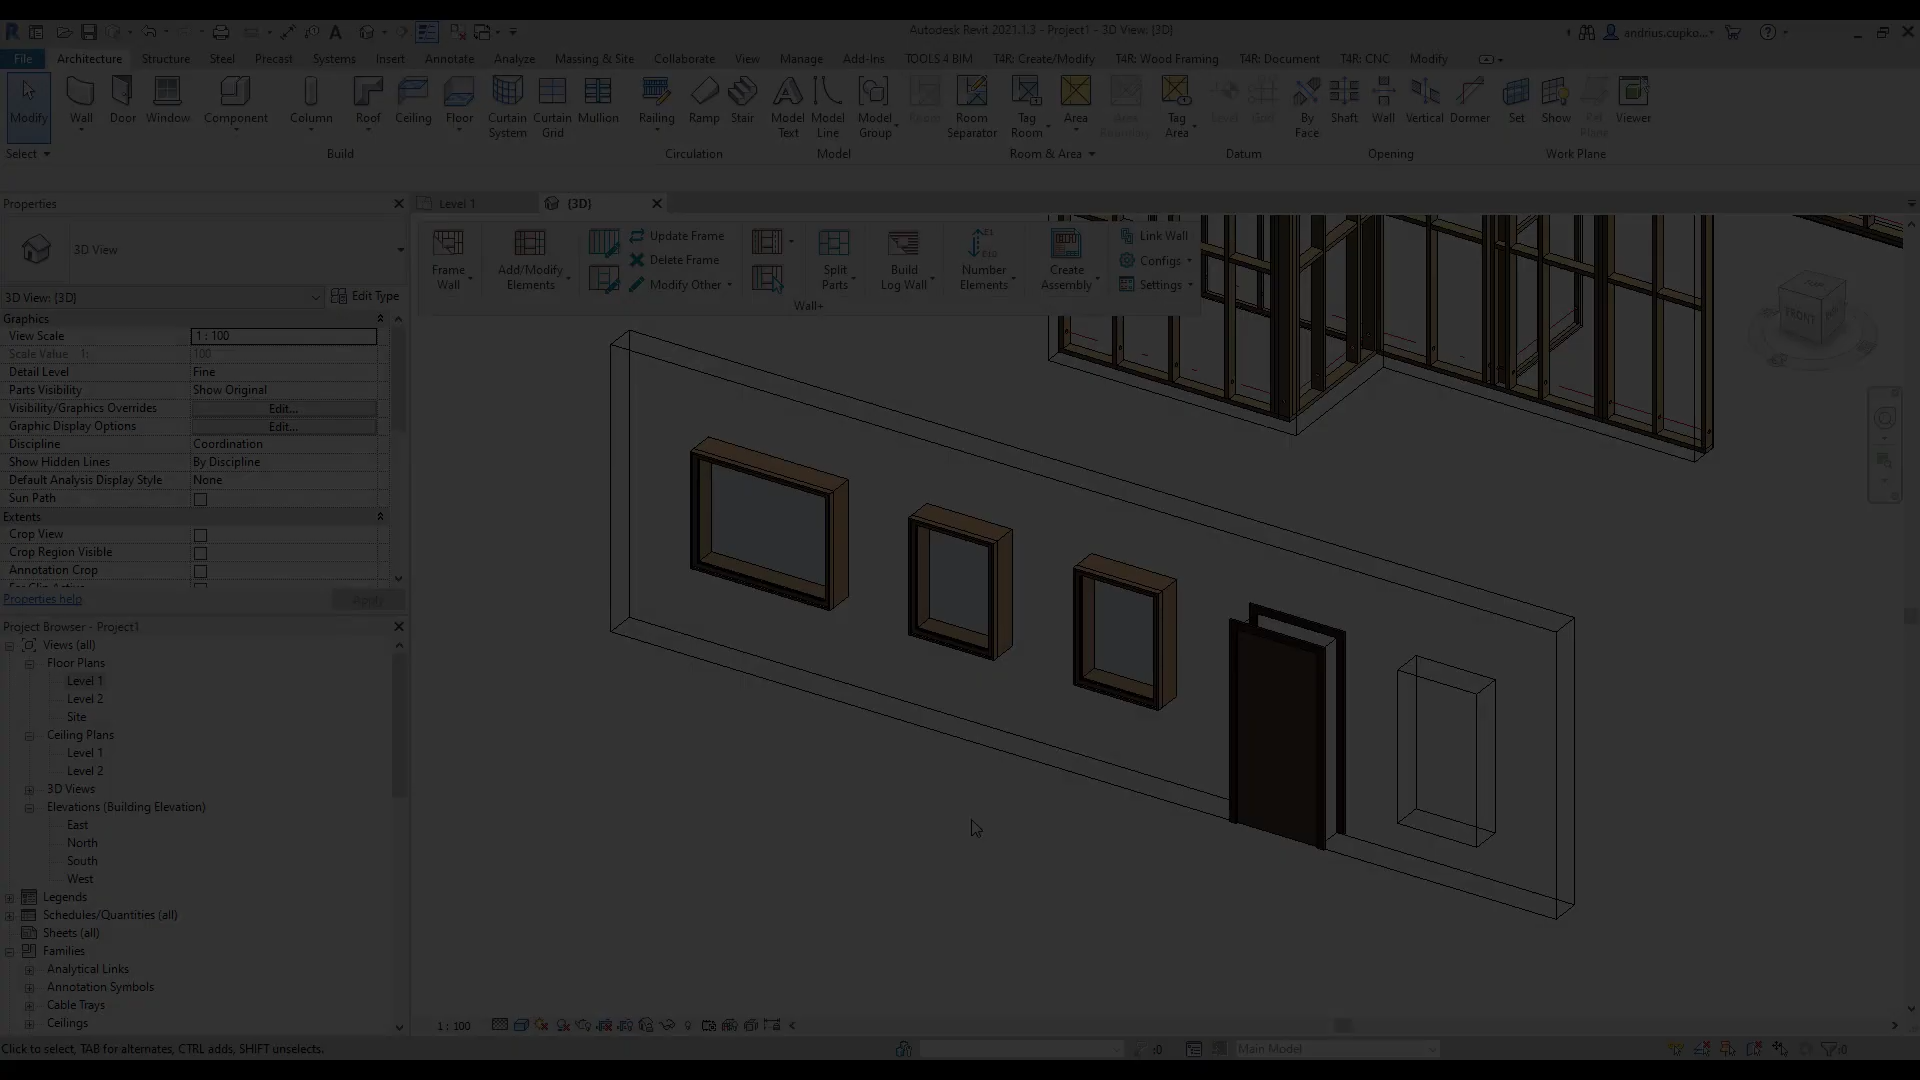 Autodesk Revit 2021.1.3 - Project1 - 3D View: {3D}
andrius.cupko...
File Architecture Structure Steel Precast Systems Insert Annotate Analyze Massing & Site Collaborate View Manage Add-Ins TOOLS 4 BIM T4R: Create/Modify T4R: Wood Framing T4R: Document T4R: CNC Modify
Modify Wall Door Window Component Column Roof Ceiling Floor Curtain System Curtain Grid Mullion Railing Ramp Stair Model Text Model Line Model Group Room Room Separator Tag Room Area Area Boundary Tag Area Level Grid By Face Shaft Wall Vertical Dormer Set Show Ref Plane Viewer
Select Build Circulation Model Room & Area Datum Opening Work Plane
Properties
Level 1 {3D}
3D View
Frame Wall
Add/Modify Elements
Update Frame
Delete Frame
Modify Other
Split Parts
Build Log Wall
Number Elements
Create Assembly
Link Wall
Configs
Settings
Wall+
FRONT
3D View: {3D} Edit Type
Graphics
View Scale 1 : 100
Scale Value 1: 100
Detail Level Fine
Parts Visibility Show Original
Visibility/Graphics Overrides Edit...
Graphic Display Options Edit...
Discipline Coordination
Show Hidden Lines By Discipline
Default Analysis Display Style None
Sun Path
Extents
Crop View
Crop Region Visible
Annotation Crop
Far Clip Active
Properties help Apply
Project Browser - Project1
Views (all)
Floor Plans
Level 1
Level 2
Site
Ceiling Plans
Level 1
Level 2
3D Views
Elevations (Building Elevation)
East
North
South
West
Legends
Schedules/Quantities (all)
Sheets (all)
Families
Analytical Links
Annotation Symbols
Cable Trays
Ceilings
1 : 100
Click to select, TAB for alternates, CTRL adds, SHIFT unselects.
:0
Main Model
:0